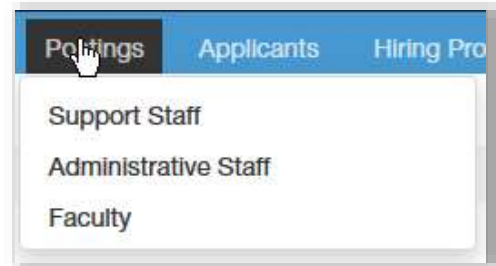 Postings Applicants Hiring Pro
Support Staff
Administrative Staff
Faculty